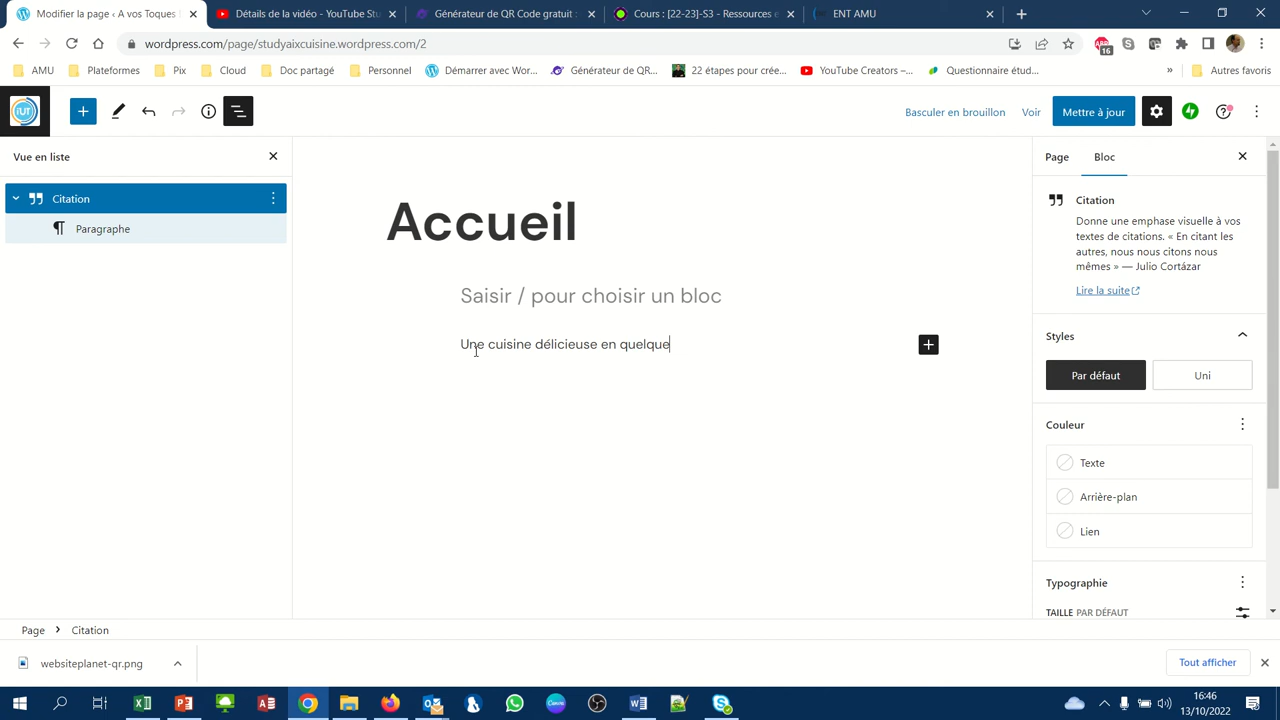 Modifier la page « A vos Toques
Détails de la vidéo - YouTube Stu
Générateur de QR Code gratuit :
Cours : [22-23]-S3 - Ressources e
ENT AMU
wordpress.com/page/studyaixcuisine.wordpress.com/2
16
AMU
Plateformes
Pix
Cloud
Doc partagé
Personnel
Démarrer avec Wor...
Générateur de QR...
22 étapes pour crée...
YouTube Creators –...
Questionnaire étud...
»
Autres favoris
Basculer en brouillon
Voir
Mettre à jour
Vue en liste
Page
Bloc
Citation
Paragraphe
Accueil
Saisir / pour choisir un bloc
Une cuisine délicieuse en quelque
Citation
Donne une emphase visuelle à vos
textes de citations. « En citant les
autres, nous nous citons nous
mêmes » — Julio Cortázar
Lire la suite
Styles
Par défaut
Uni
Couleur
Texte
Arrière-plan
Lien
Typographie
TAILLE PAR DÉFAUT
Page > Citation
websiteplanet-qr.png
Tout afficher
16:46
13/10/2022